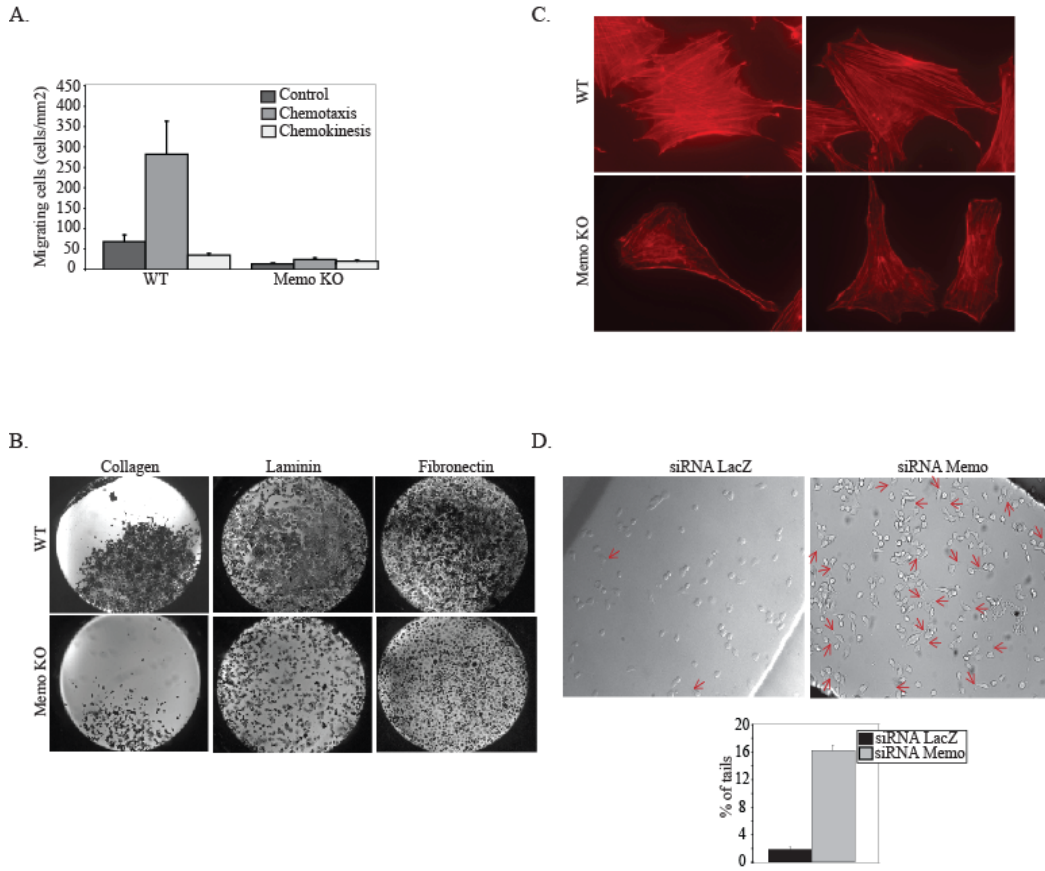 A.
Migrating cells (cells/mm2)
450
400
350
300
250
200
150
100
50
0
Control
Chemotaxis
Chemokinesis
WT
Memo KO
B.
Collagen
Laminin
Fibronectin
WT
Memo KO
C.
WT
Memo KO
D.
siRNA LacZ
siRNA Memo
% of tails
20
16
12
8
4
0
siRNA LacZ
siRNA Memo